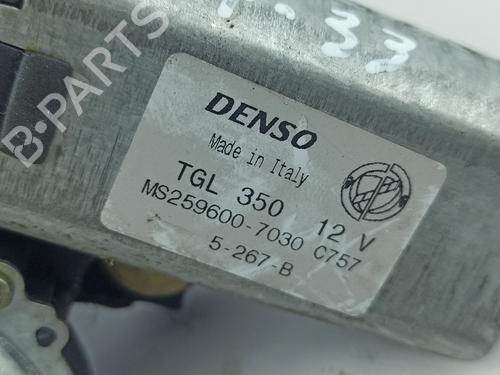 B-PARTS
DENSO
Made in Italy
TGL 350 12 V
MS259600-7030 C757
5-267-B